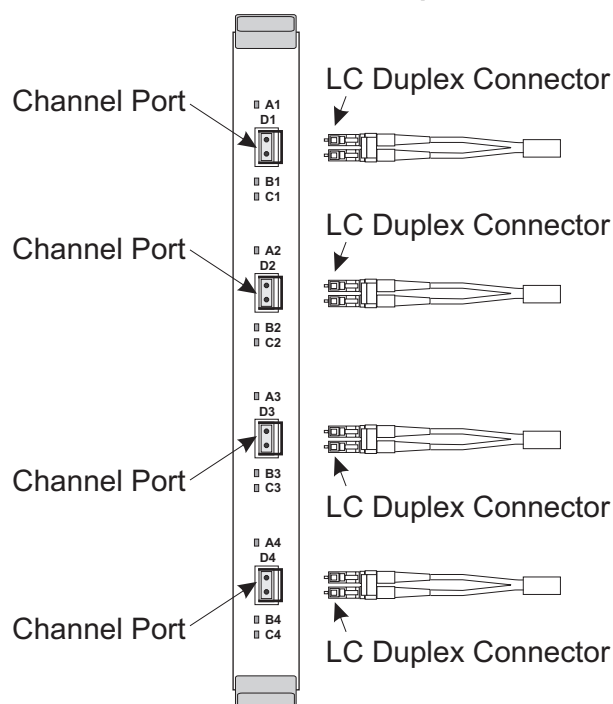 LC Duplex Connector
Channel Port
A1
D1
B1
C1
LC Duplex Connector
Channel Port
A2
D2
B2
C2
A3
D3
Channel Port
B3
C3
LC Duplex Connector
A4
D4
Channel Port
B4
C4
LC Duplex Connector